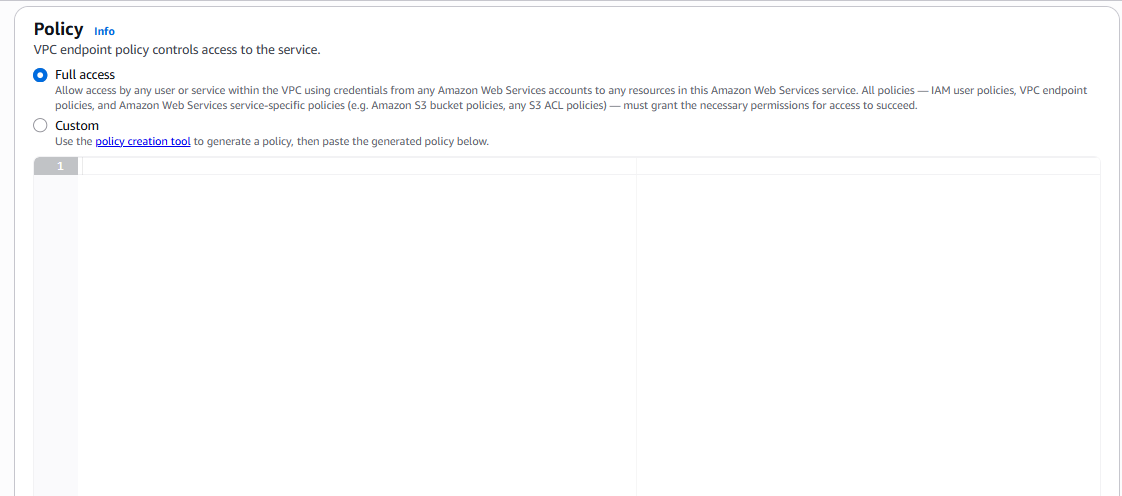 Policy Info
VPC endpoint policy controls access to the service.
Full access
Allow access by any user or service within the VPC using credentials from any Amazon Web Services accounts to any resources in this Amazon Web Services service. All policies — IAM user policies, VPC endpoint
policies, and Amazon Web Services service-specific policies (e.g. Amazon S3 bucket policies, any S3 ACL policies) — must grant the necessary permissions for access to succeed.
Custom
Use the policy creation tool to generate a policy, then paste the generated policy below.
1